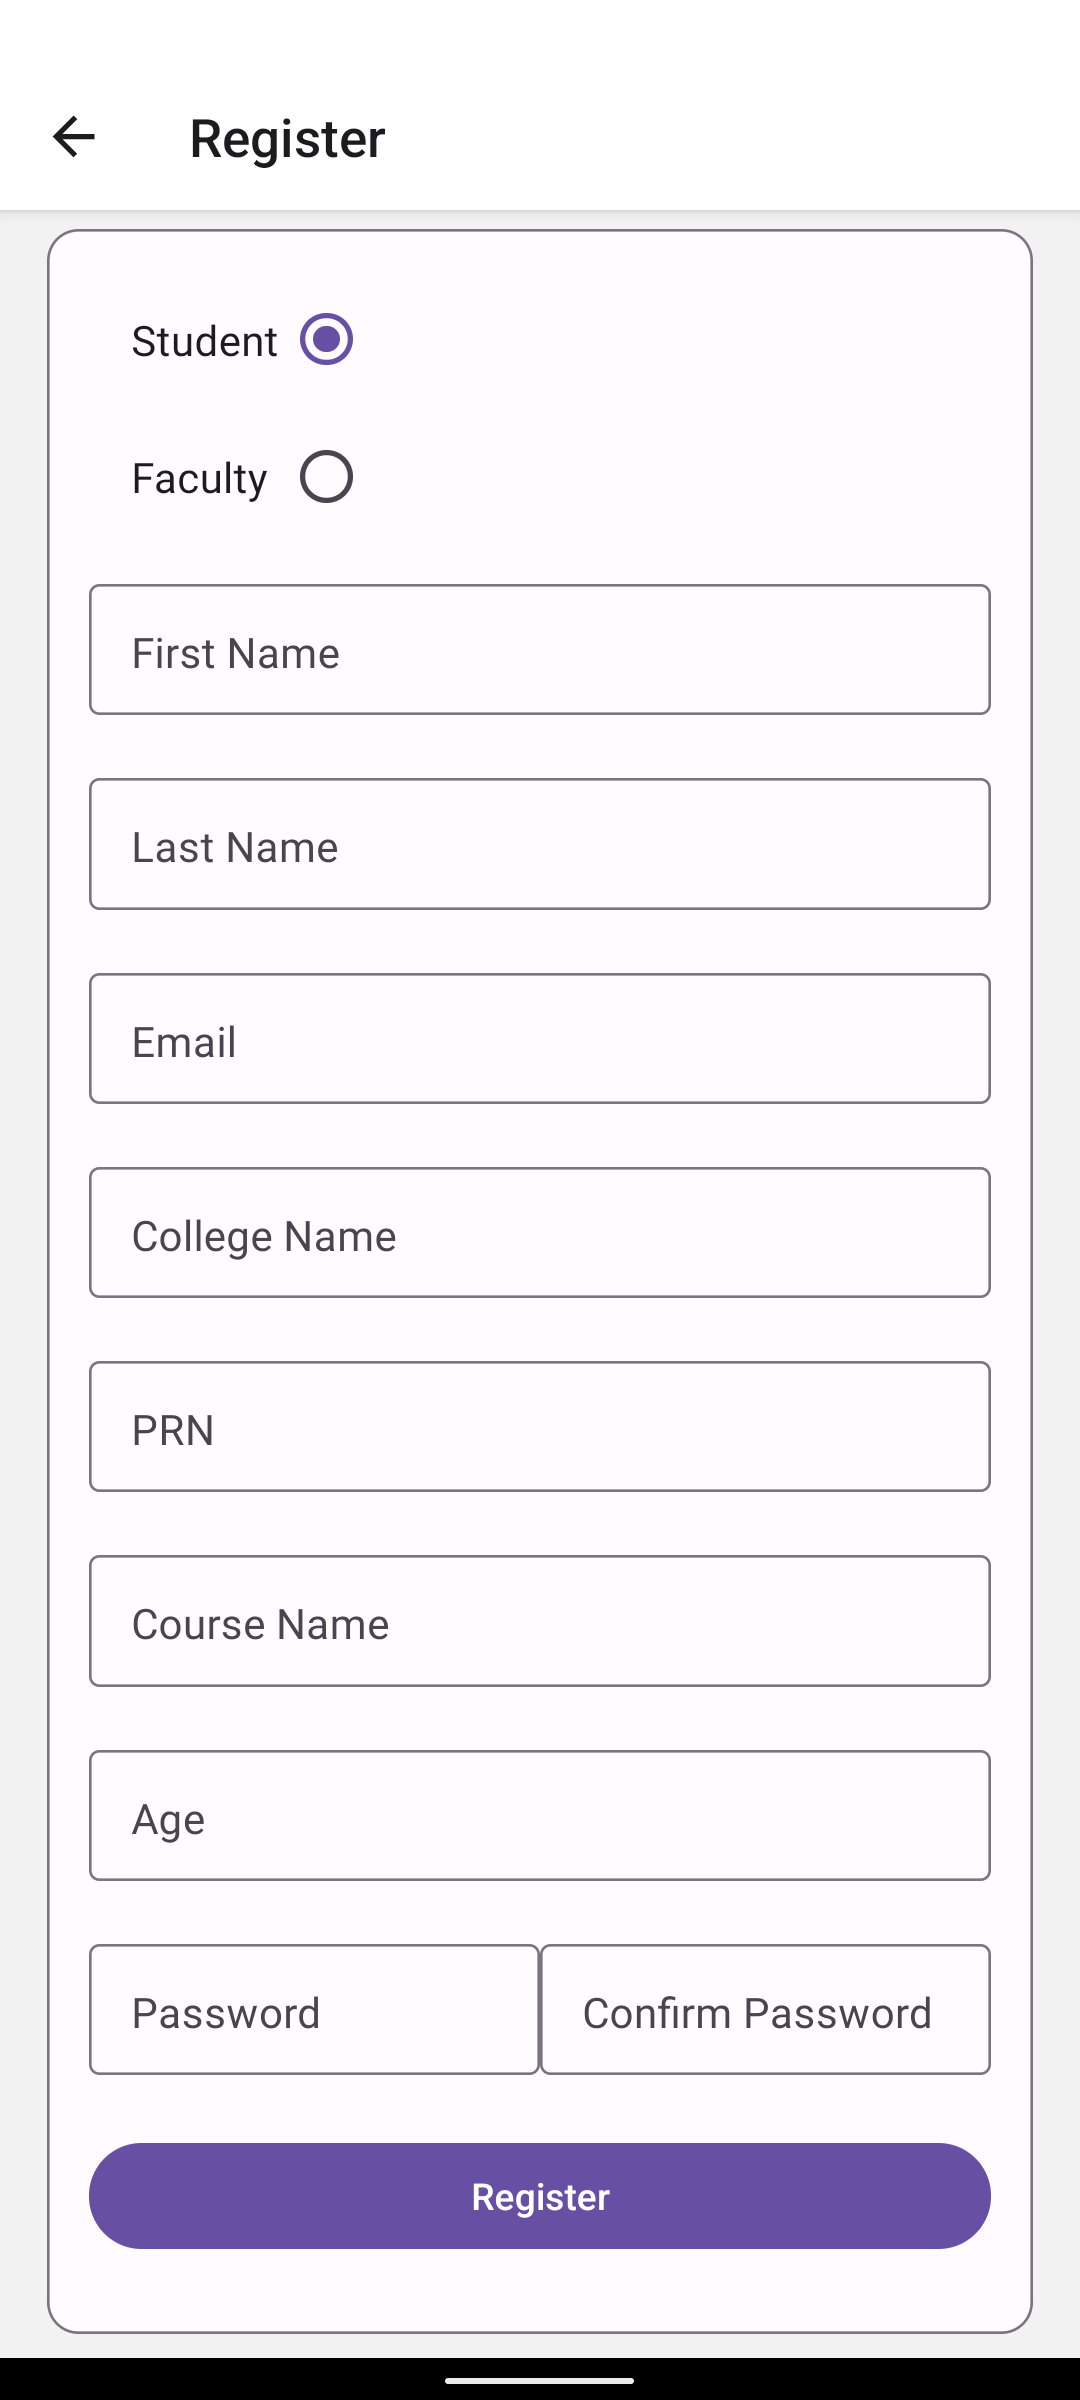 Register
Student
Faculty
First Name
Last Name
Email
College Name
PRN
Course Name
Age
Password Confirm Password
Register